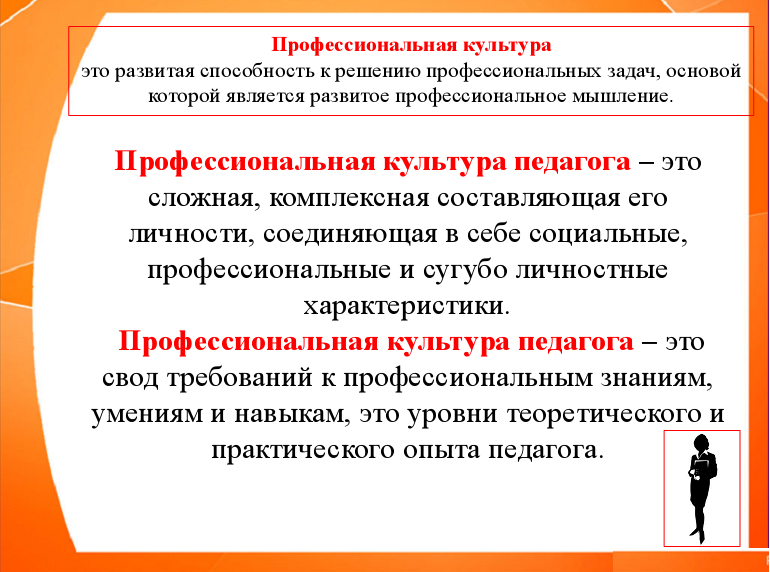 Профессиональная культура
это развитая способность к решению профессиональных задач, основой
которой является развитое профессиональное мышление.
Профессиональная культура педагога – это
сложная, комплексная составляющая его
личности, соединяющая в себе социальные,
профессиональные и сугубо личностные
характеристики.
Профессиональная культура педагога – это
свод требований к профессиональным знаниям,
умениям и навыкам, это уровни теоретического и
практического опыта педагога.